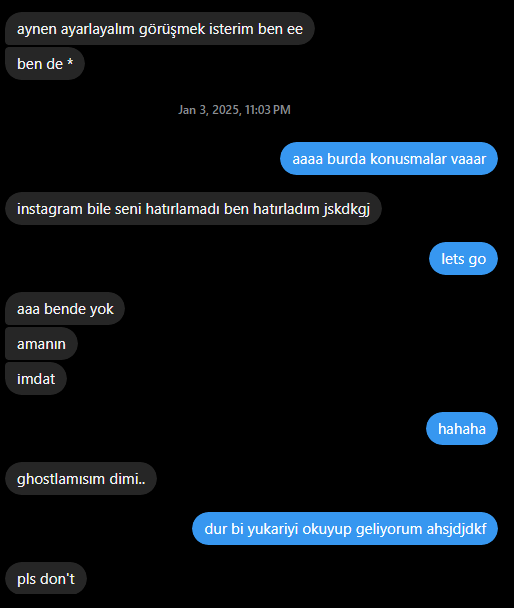 aynen ayarlayalım görüşmek isterim ben ee
ben de *
Jan 3, 2025, 11:03 PM
aaaa burda konusmalar vaaar
instagram bile seni hatırlamadı ben hatırladım jskdkgj
lets go
aaa bende yok
amanın
imdat
hahaha
ghostlamısım dimi..
dur bi yukariyi okuyup geliyorum ahsjdjdkf
pls don't